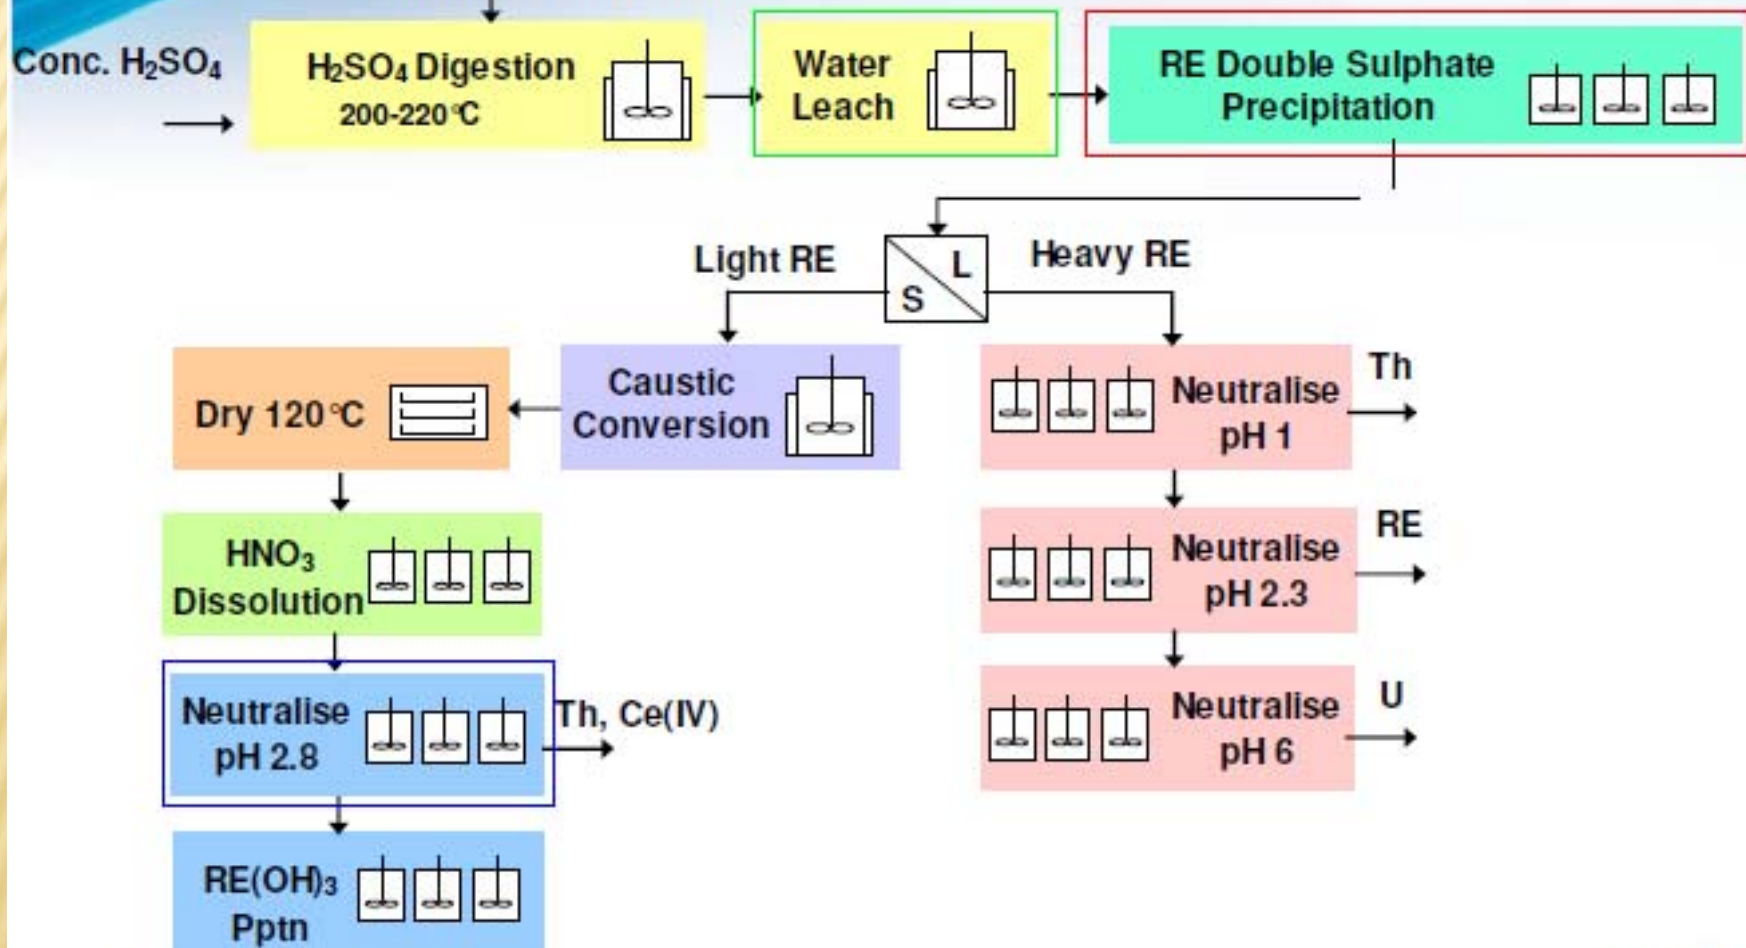 Conc. H₂SO₄
H₂SO₄ Digestion
200-220°C
Water
Leach
RE Double Sulphate
Precipitation
Light RE
L
S
Heavy RE
Dry 120°C
Caustic
Conversion
Neutralise
pH 1
Th
HNO₃
Dissolution
Neutralise
pH 2.3
RE
Neutralise
pH 2.8
Th, Ce(IV)
Neutralise
pH 6
U
RE(OH)₃
Pptn